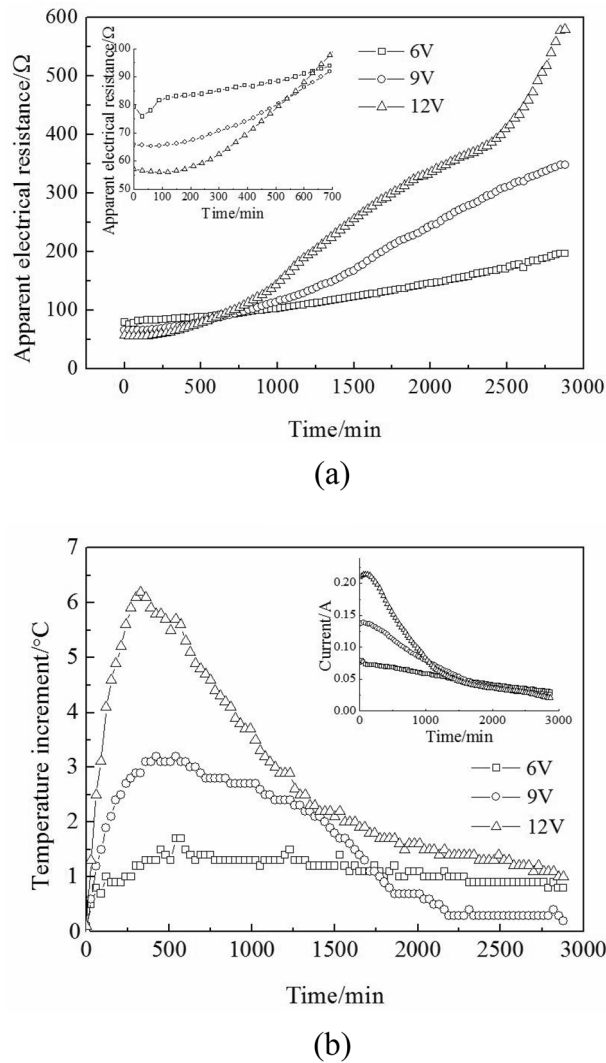 600
500
400
300
200
100
0
Apparent electrical resistance/Ω
100
90
80
70
60
50
Apparent electrical resistance/Ω
0 100 200 300 400 500 600 700
Time/min
6V
9V
12V
0 500 1000 1500 2000 2500 3000
Time/min
(a)
7
6
5
4
3
2
1
0
Temperature increment/°C
0.20
0.15
0.10
0.05
0.00
Current/A
0 1000 2000 3000
Time/min
6V
9V
12V
0 500 1000 1500 2000 2500 3000
Time/min
(b)